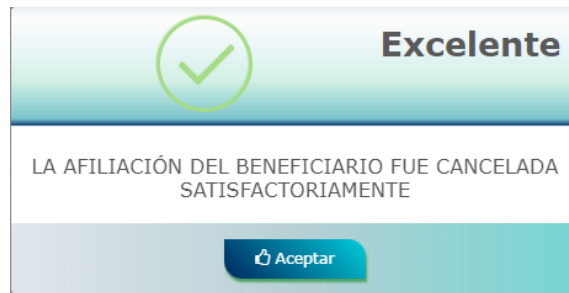 Excelente
LA AFILIACIÓN DEL BENEFICIARIO FUE CANCELADA
SATISFACTORIAMENTE
Aceptar